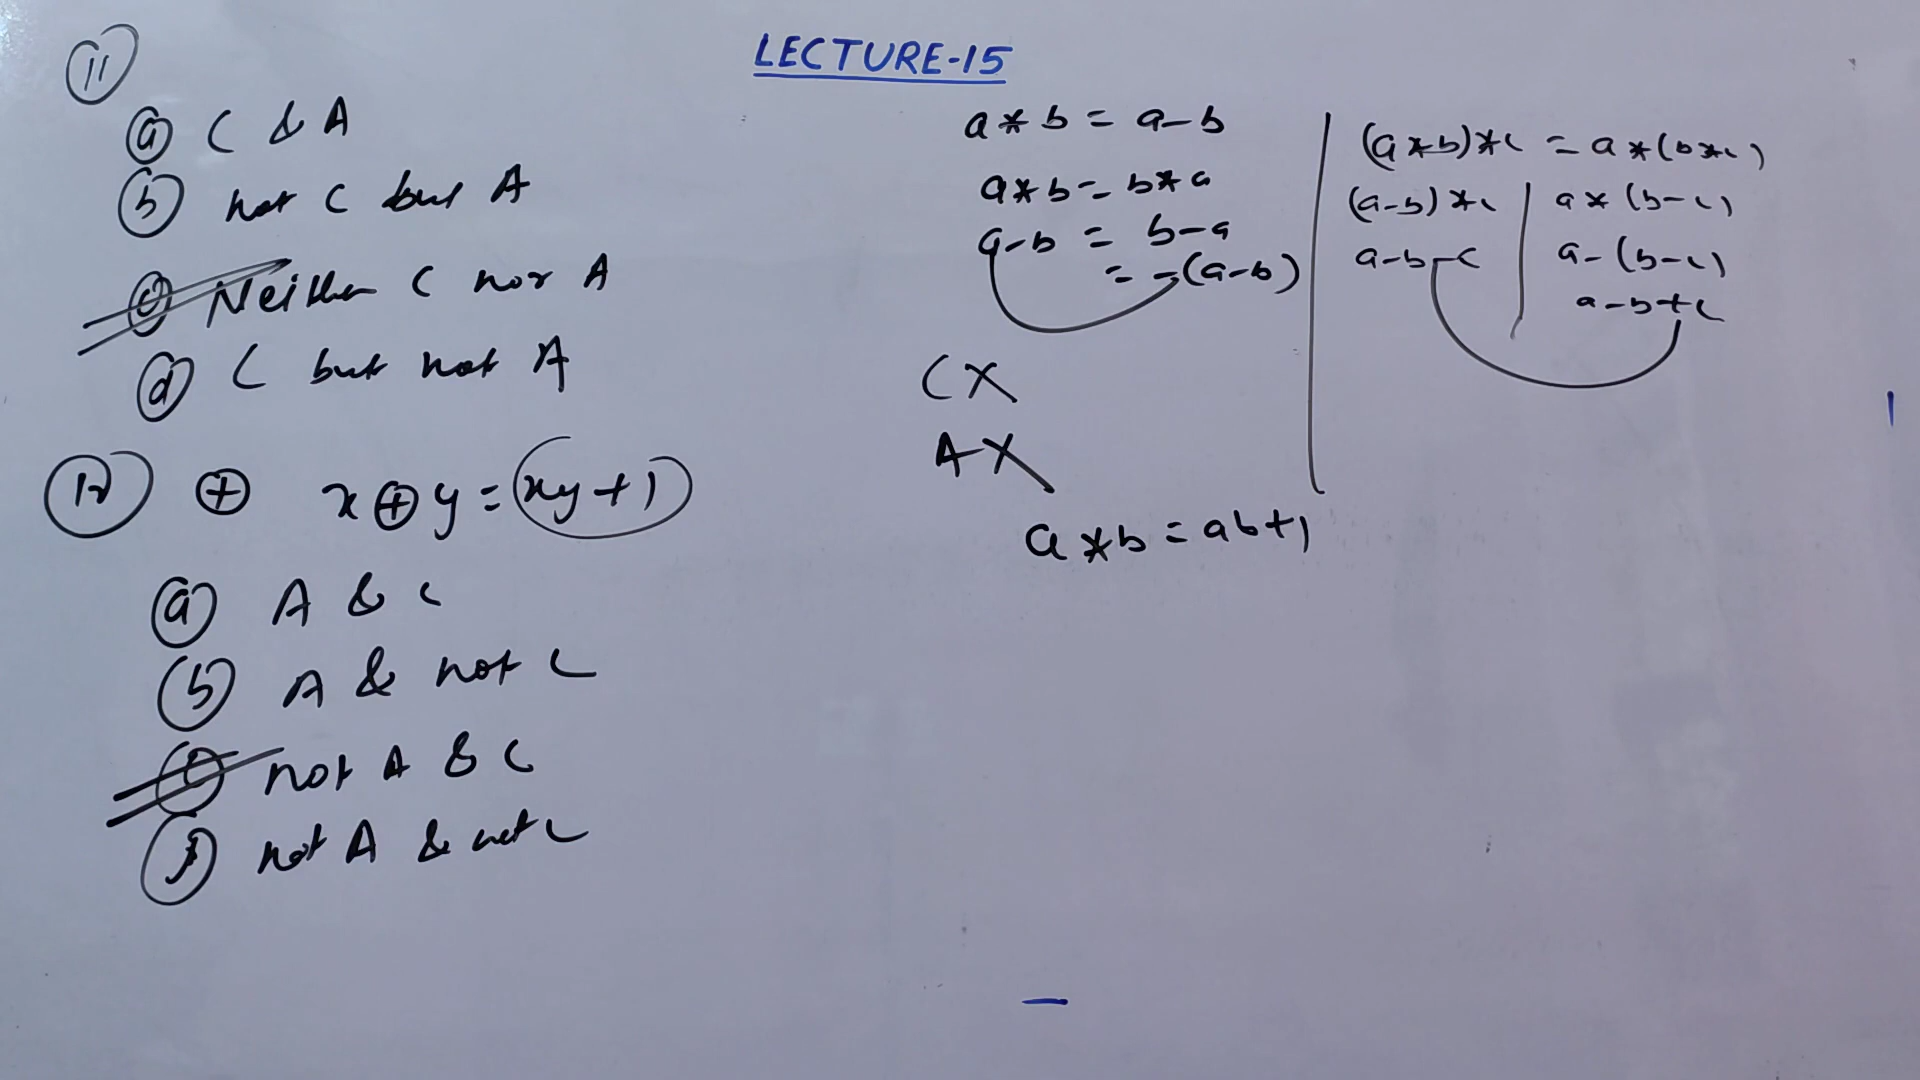 LECTURE-15
11
(a) C & A
(b) not C but A
(c) Neither C nor A
(d) C but not A
12 ⊕ x ⊕ y = xy+1
(a) A & C
(b) A & not C
(c) not A & C
(d) not A & not C
a * b = a-b
a * b = b * a
a-b = b-a
= -(a-b)
C X
A X
a * b = ab+1
(a*b)*c = a*(b*c)
(a-b)*c | a*(b-c)
a-b-c | a-(b-c)
a-b+c